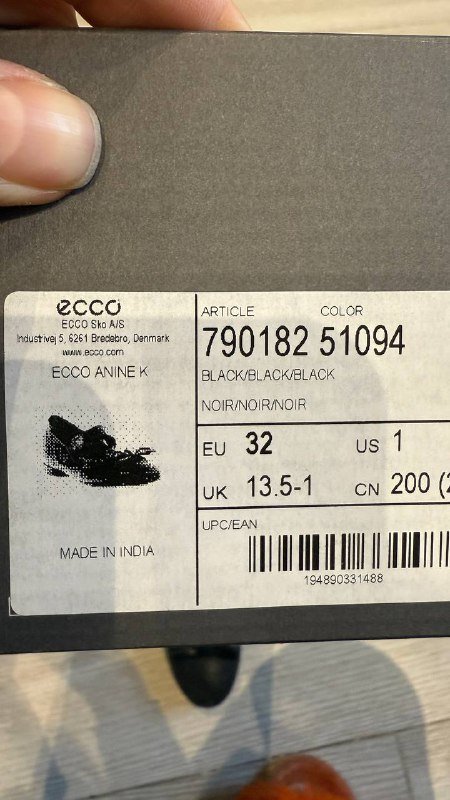 ecco
ECCO Sko A/S
Industrivej 5, 6261 Bredebro, Denmark
www.ecco.com
ECCO ANINE K
MADE IN INDIA
ARTICLE COLOR
790182 51094
BLACK/BLACK/BLACK
NOIR/NOIR/NOIR
EU 32 US 1
UK 13.5-1 CN 200
UPC/EAN
194890331488